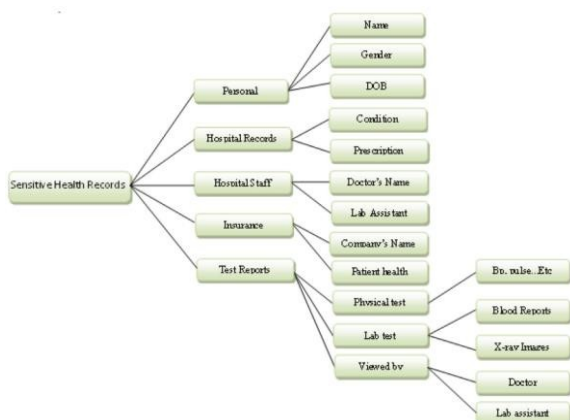 Name
Gender
Personal
DOB
Condition
Hospital Records
Prescription
Sensitive Health Records
Hospital Staff
Doctor's Name
Lab Assistant
Insurance
Company's Name
Test Reports
Patient health
Physical test
Bp, pulse...Etc
Blood Reports
Lab test
X-ray Images
Viewed by
Doctor
Lab assistant